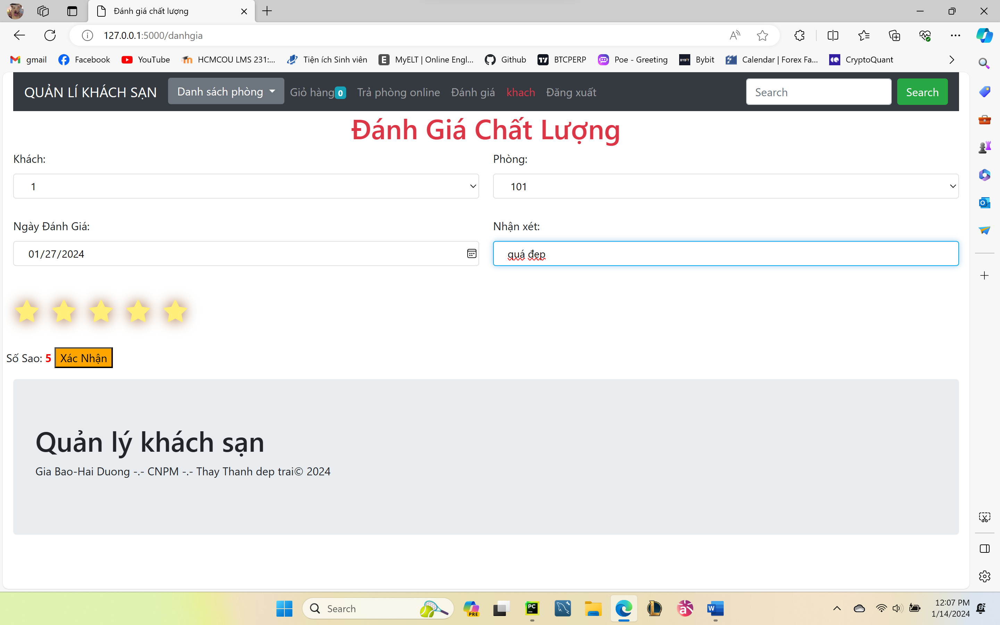 Đánh giá chất lượng
127.0.0.1:5000/danhgia
gmail Facebook YouTube HCMCOU LMS 231:... Tiện ích Sinh viên MyELT | Online Engl... Github BTCPERP Poe - Greeting Bybit Calendar | Forex Fa... CryptoQuant
QUẢN LÍ KHÁCH SẠN Danh sách phòng Giỏ hàng 0 Trả phòng online Đánh giá khach Đăng xuất Search Search
Đánh Giá Chất Lượng
Khách: Phòng:
1 101
Ngày Đánh Giá: Nhận xét:
01/27/2024 quá đep
Số Sao: 5 Xác Nhận
Quản lý khách sạn
Gia Bao-Hai Duong -.- CNPM -.- Thay Thanh dep trai© 2024
Search PRE PC W 12:07 PM
1/14/2024